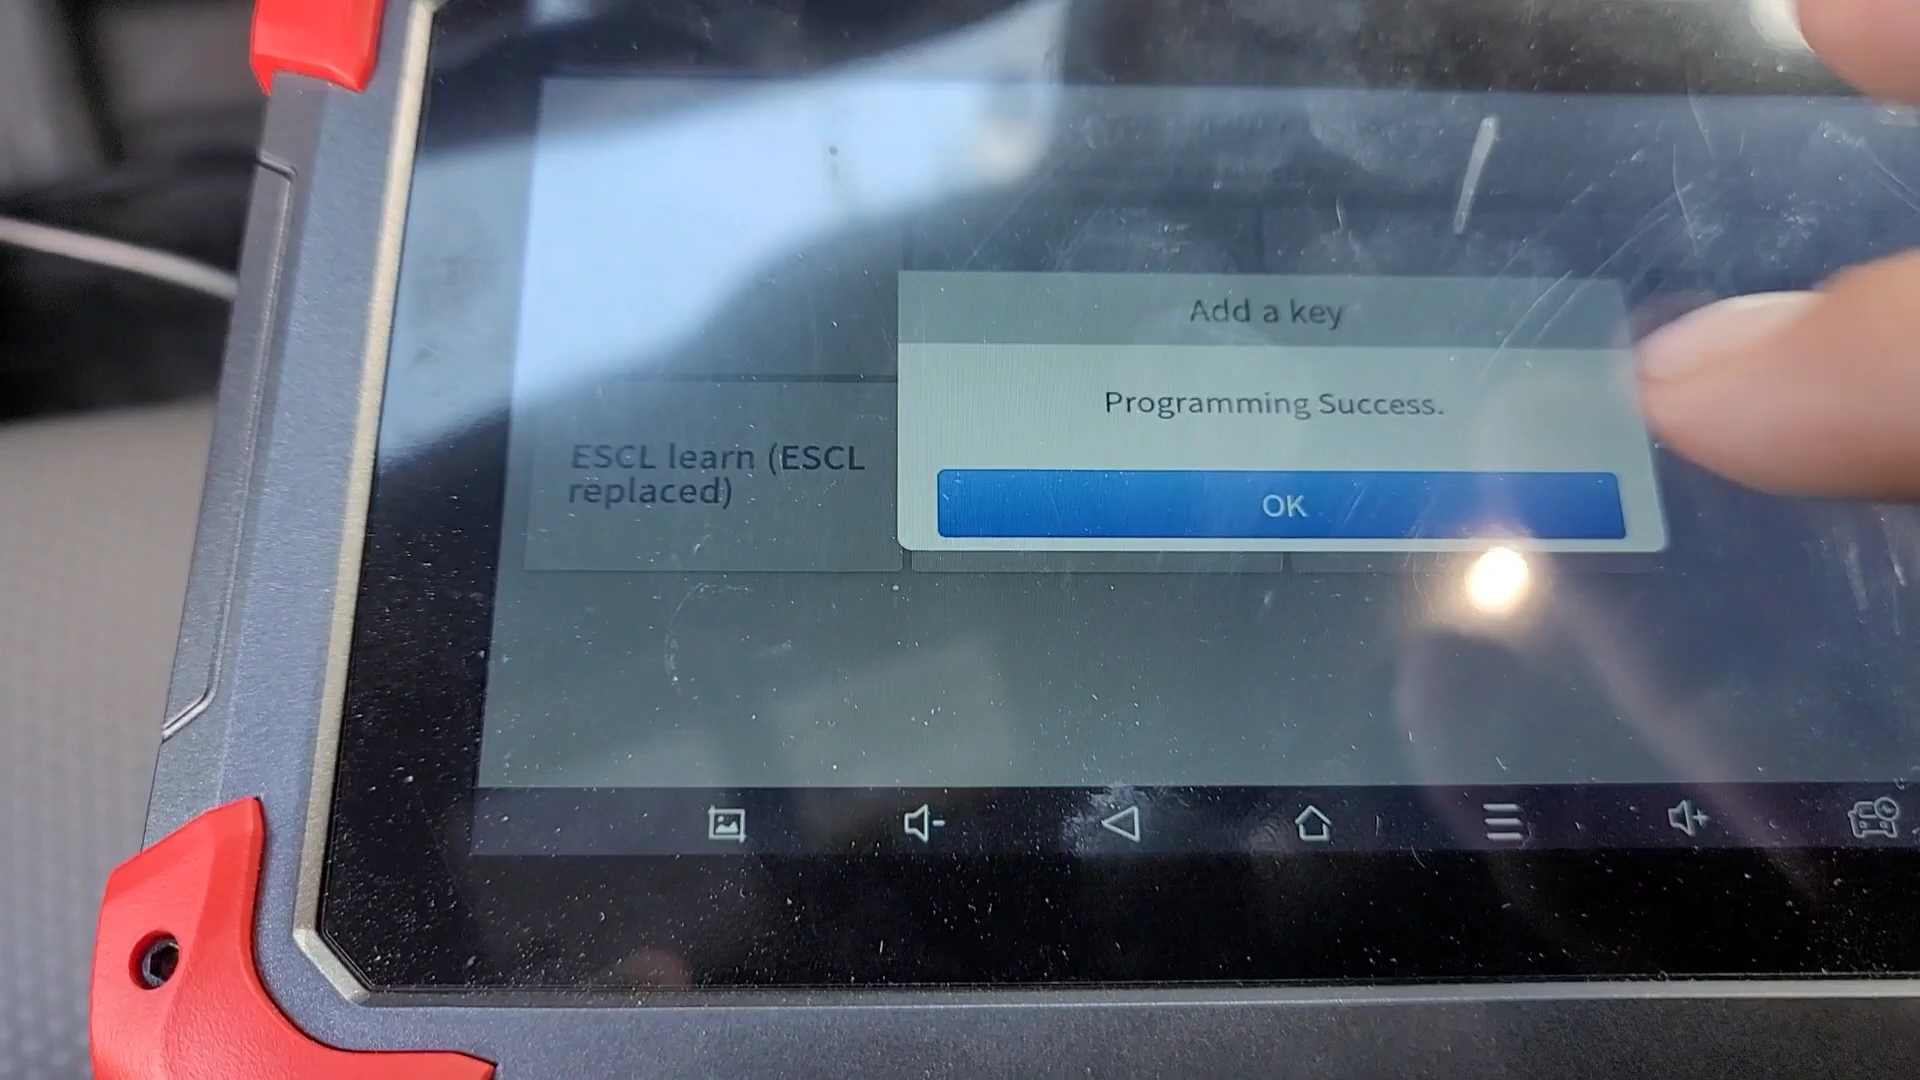 Add a key
Programming Success.
OK
ESCL learn (ESCL
replaced)